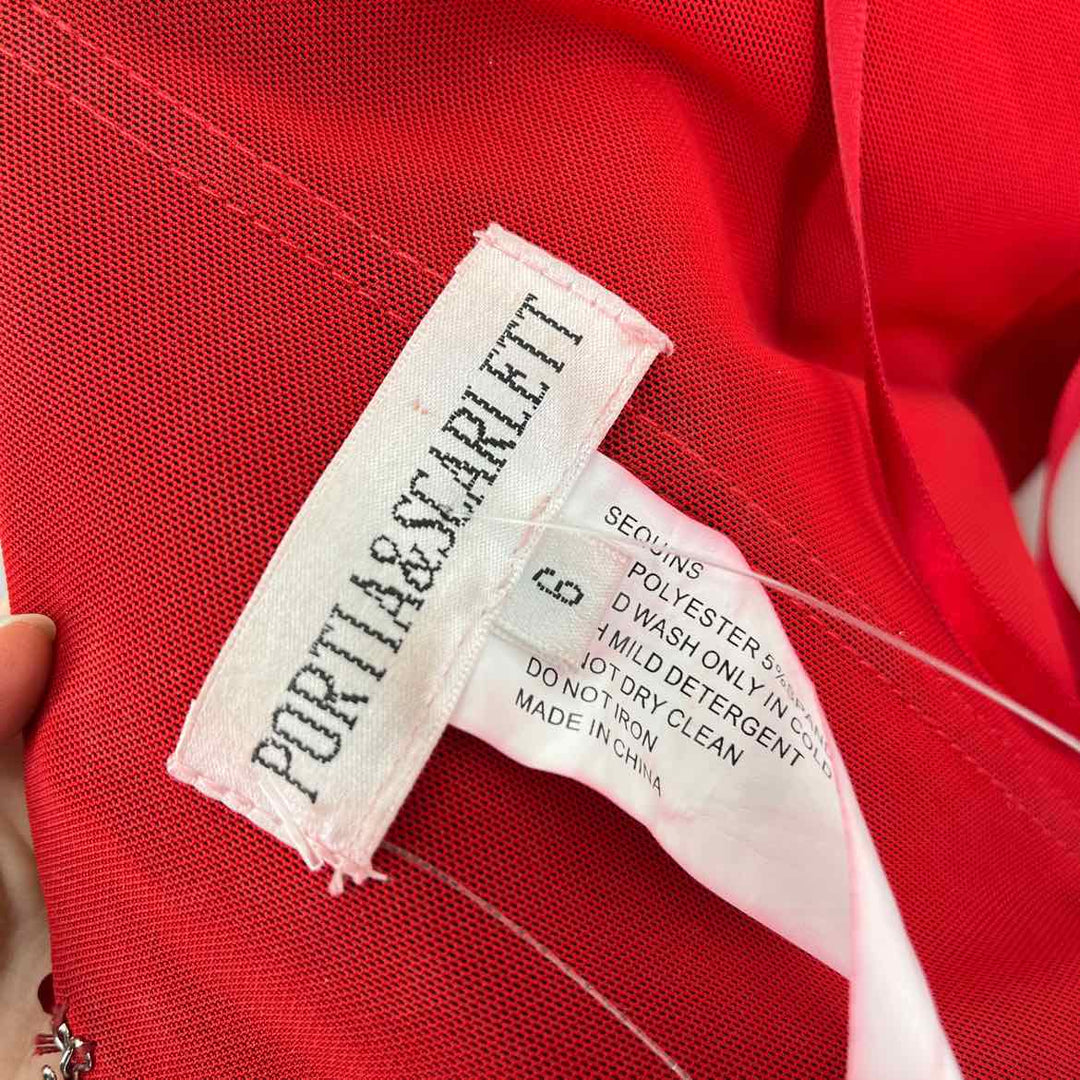 PORTIA&SCARLETT
6
SEQUINS
POLYESTER 5%SPAN
D WASH ONLY IN COLD
H MILD DETERGENT
NOT DRY CLEAN
DO NOT IRON
MADE IN CHINA